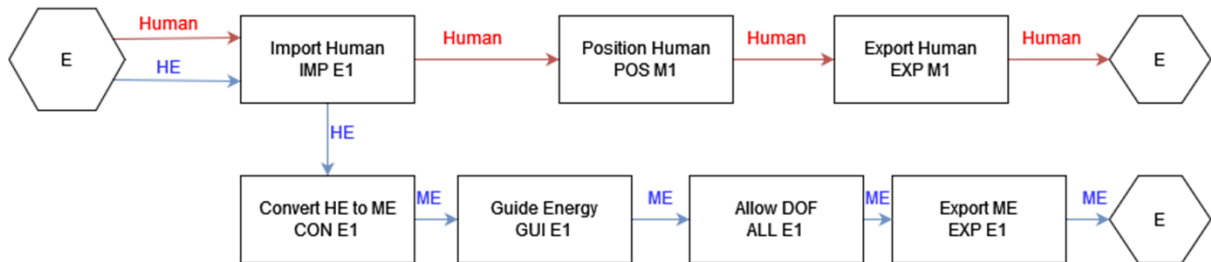 Human
HE
E
Import Human
IMP E1
Human
Position Human
POS M1
Human
Export Human
EXP M1
Human
E
HE
Convert HE to ME
CON E1
ME
Guide Energy
GUI E1
ME
Allow DOF
ALL E1
ME
Export ME
EXP E1
ME
E